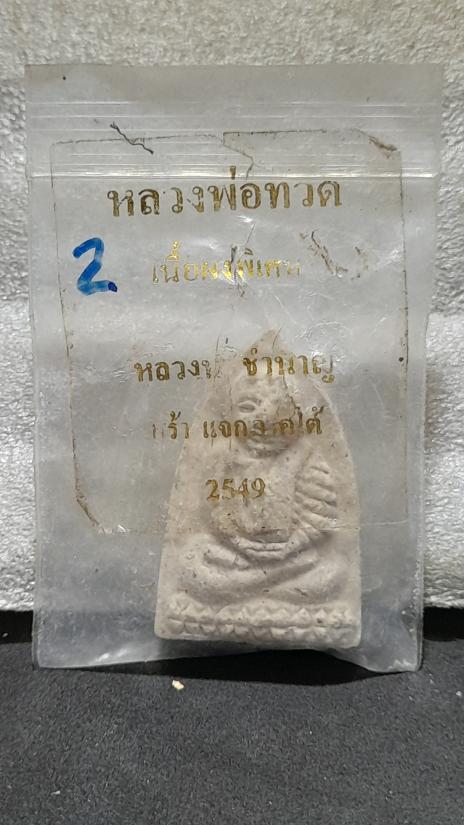 หลวงพ่อทวด
2.
เนื้อผงพิเศษ
ชำนาญ
แจก
2549